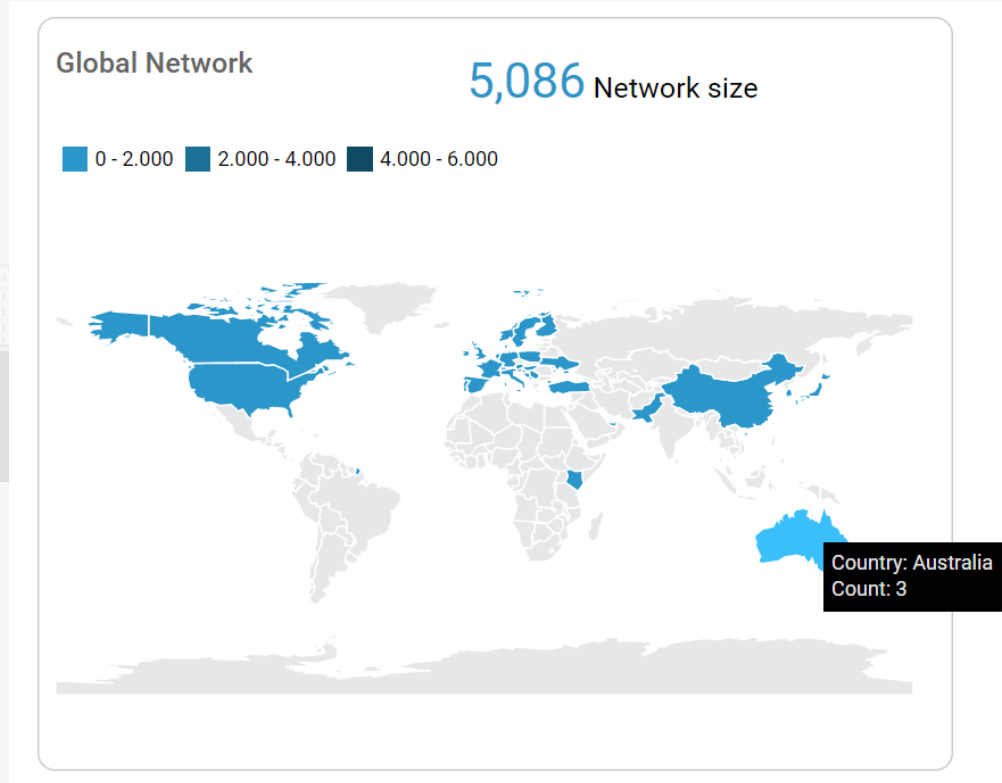 Global Network
5,086 Network size
0 - 2.000 2.000 - 4.000 4.000 - 6.000
Country: Australia
Count: 3